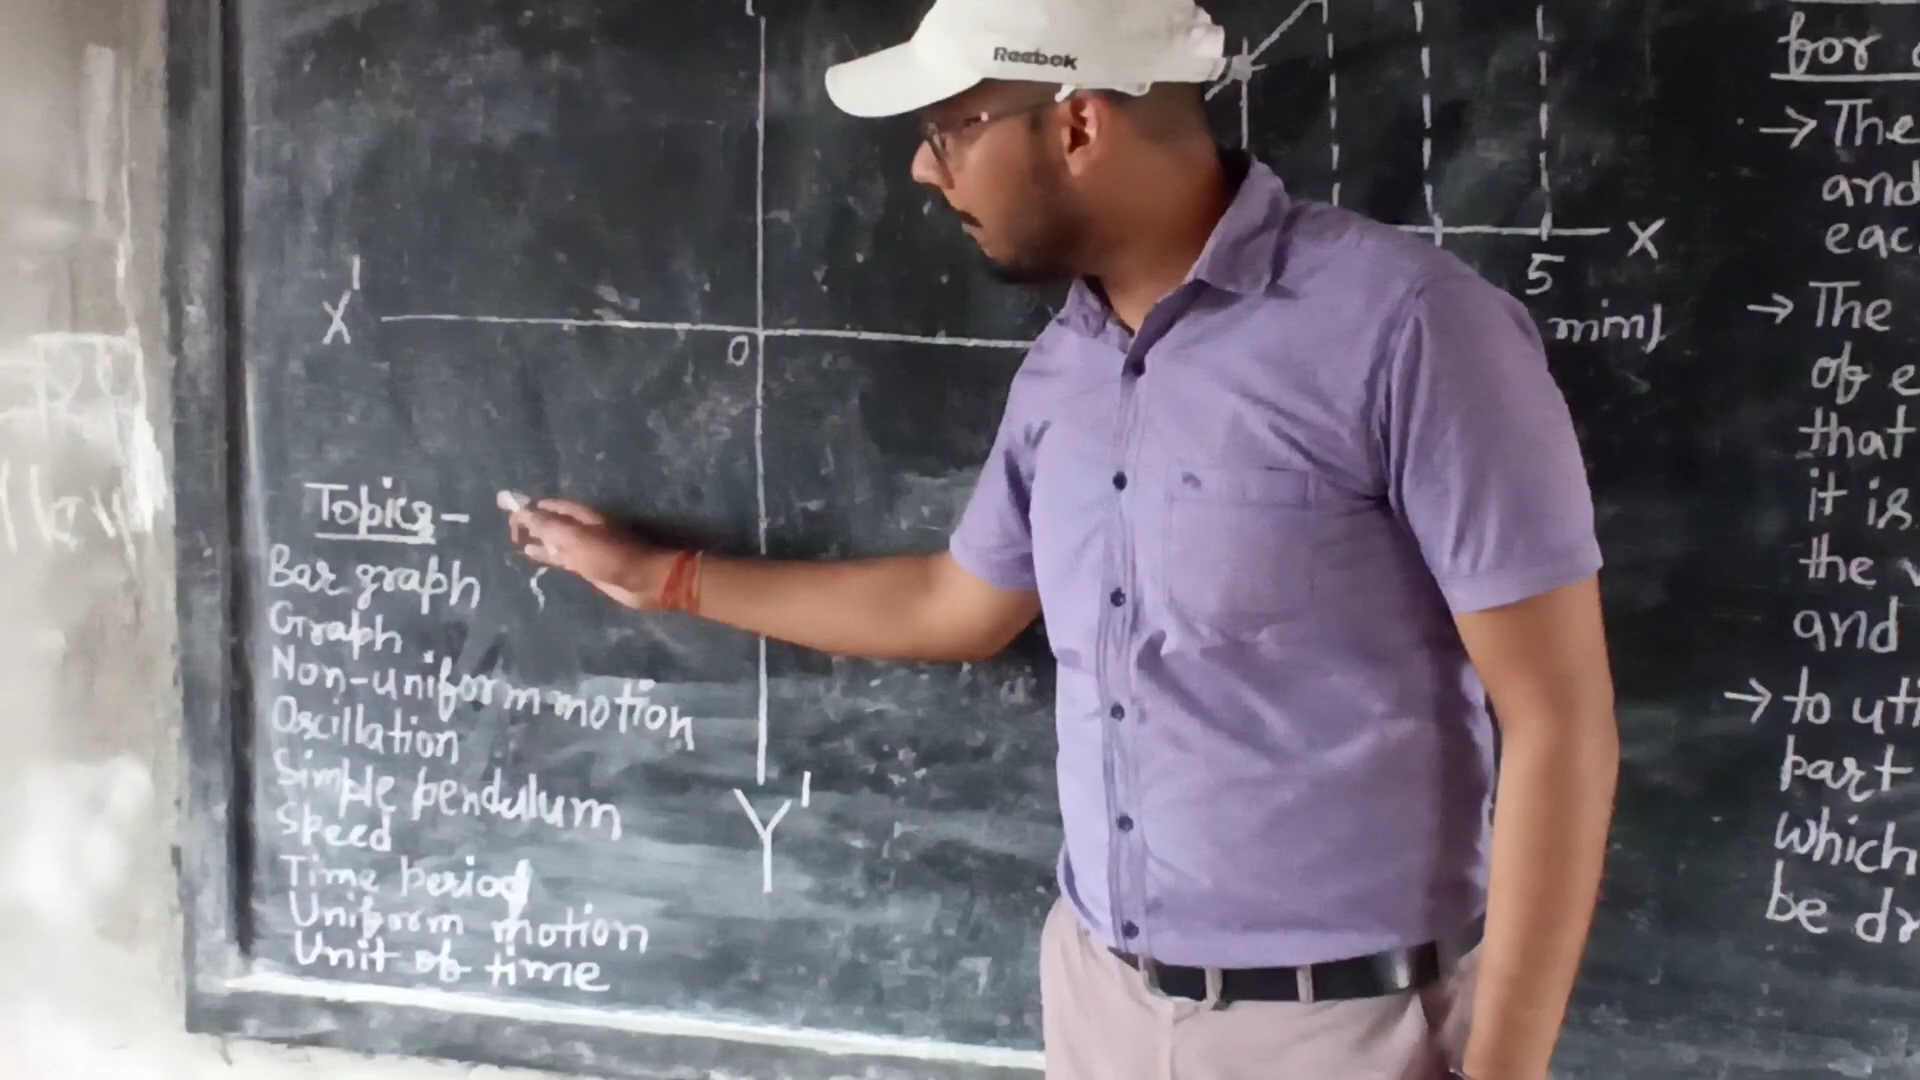 Reebok
X'
0
Y'
5
X
min)
Topics-
Bar graph
Graph
Non-uniform motion
Oscillation
Simple pendulum
Speed
Time period
Uniform motion
Unit of time
for
→ The
and
eac
→ The
of e
that
it is
the
and
→ to uti
part
which
be dr